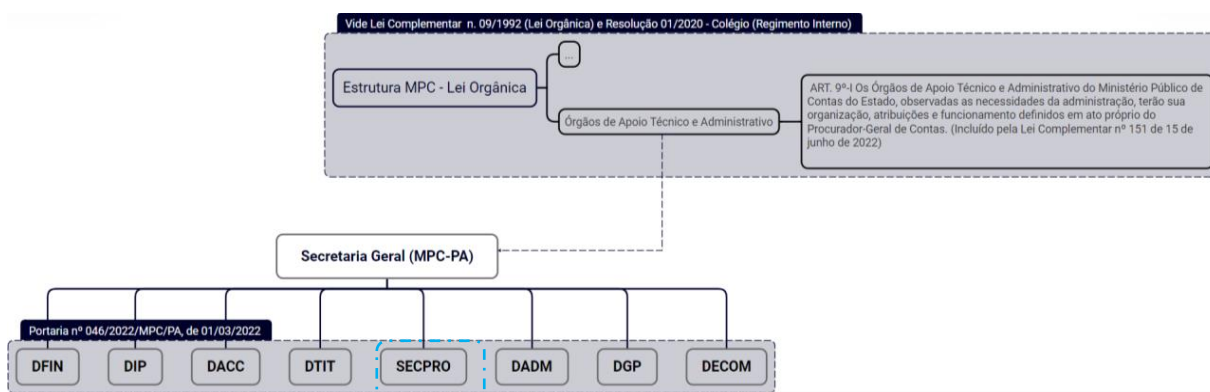 Vide Lei Complementar n. 09/1992 (Lei Orgânica) e Resolução 01/2020 - Colégio (Regimento Interno)
...
Estrutura MPC - Lei Orgânica
Órgãos de Apoio Técnico e Administrativo
ART. 9º-I Os Órgãos de Apoio Técnico e Administrativo do Ministério Público de
Contas do Estado, observadas as necessidades da administração, terão sua
organização, atribuições e funcionamento definidos em ato próprio do
Procurador-Geral de Contas. (Incluído pela Lei Complementar nº 151 de 15 de
junho de 2022)
Secretaria Geral (MPC-PA)
Portaria nº 046/2022/MPC/PA, de 01/03/2022
DFIN DIP DACC DTIT SECPRO DADM DGP DECOM